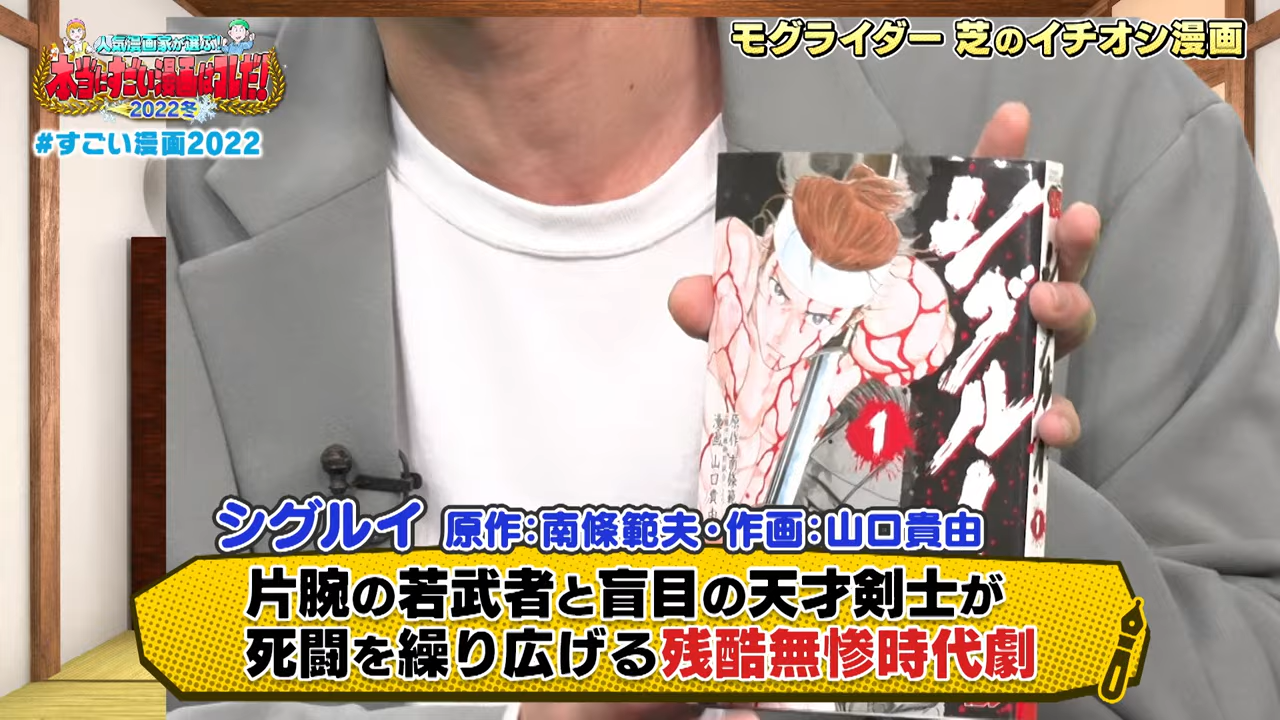 人気漫画家が選ぶ!
本当にすごい漫画はコレだ!
2022冬
#すごい漫画2022
モグライダー 芝のイチオシ漫画
シグルイ
1
原作 南條範
漫画 山口貴由
シグルイ 原作:南條範夫・作画:山口貴由
片腕の若武者と盲目の天才剣士が
死闘を繰り広げる残酷無惨時代劇